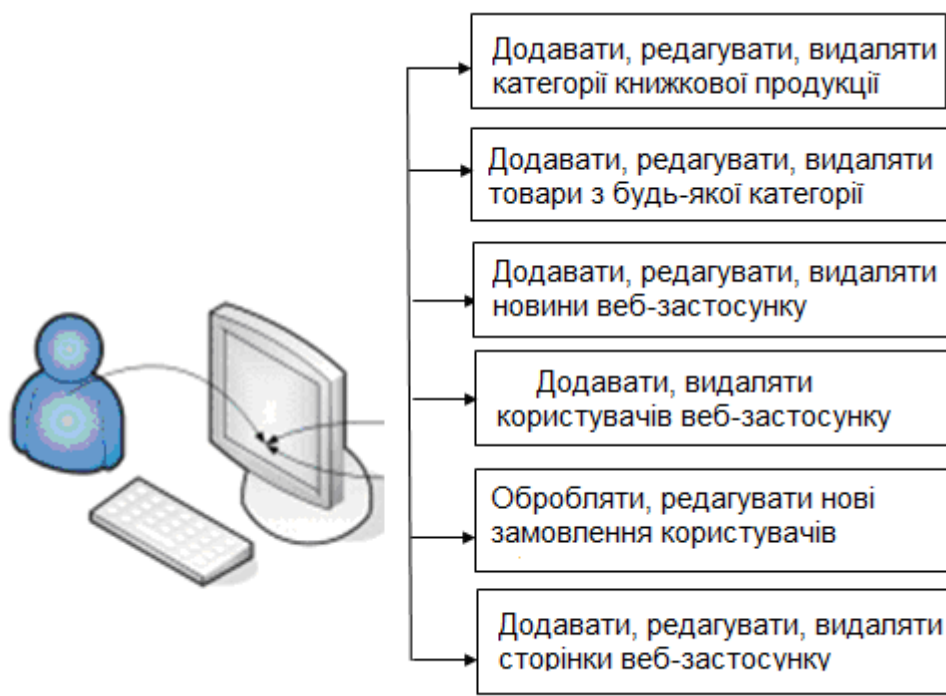 Додавати, редагувати, видаляти
категорії книжкової продукції
Додавати, редагувати, видаляти
товари з будь-якої категорії
Додавати, редагувати, видаляти
новини веб-застосунку
Додавати, видаляти
користувачів веб-застосунку
Обробляти, редагувати нові
замовлення користувачів
Додавати, редагувати, видаляти
сторінки веб-застосунку